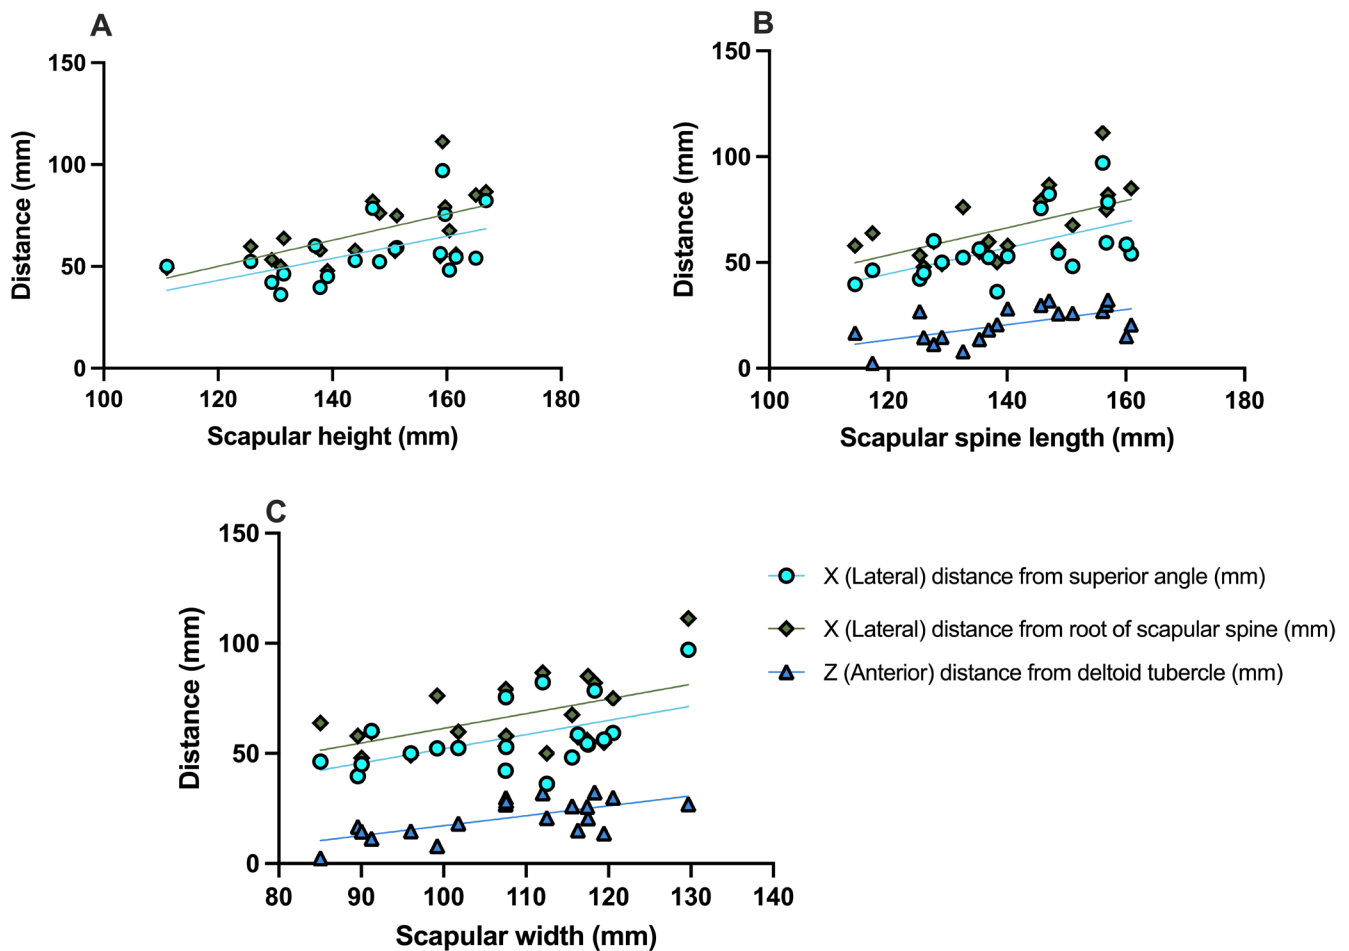 A
150
100
50
0
Distance (mm)
100 120 140 160 180
Scapular height (mm)
B
150
100
50
0
Distance (mm)
100 120 140 160 180
Scapular spine length (mm)
C
150
100
50
0
Distance (mm)
80 90 100 110 120 130 140
Scapular width (mm)
X (Lateral) distance from superior angle (mm)
X (Lateral) distance from root of scapular spine (mm)
Z (Anterior) distance from deltoid tubercle (mm)